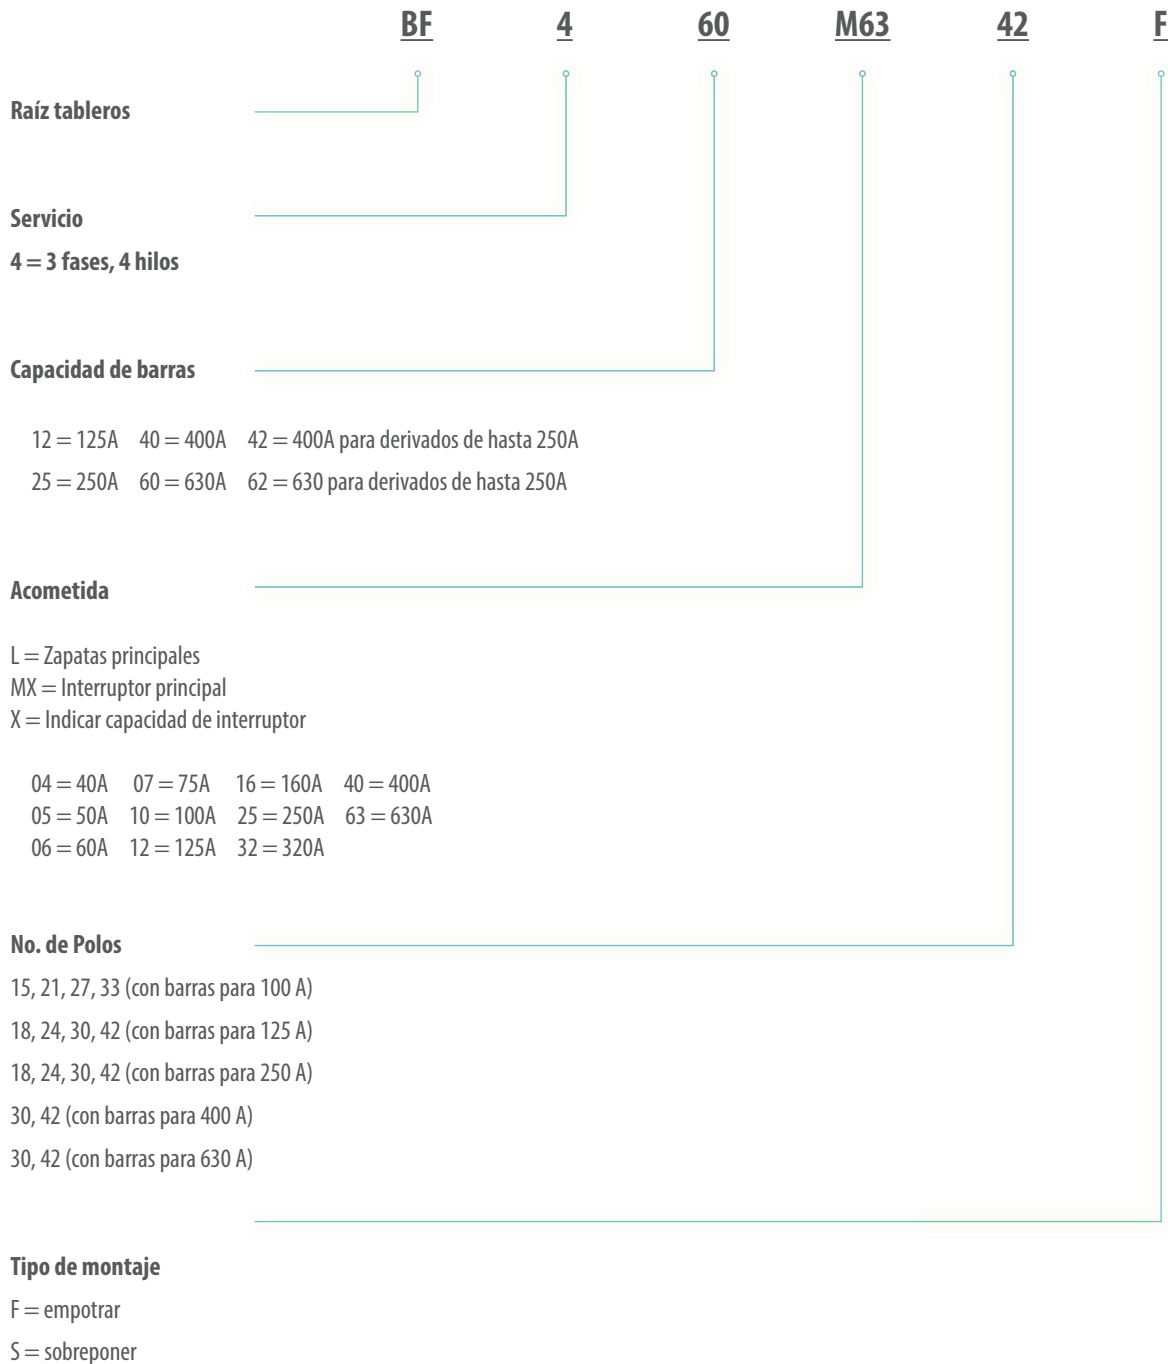 BF 4 60 M63 42 F
Raíz tableros
Servicio
4 = 3 fases, 4 hilos
Capacidad de barras
12 = 125A 40 = 400A 42 = 400A para derivados de hasta 250A
25 = 250A 60 = 630A 62 = 630 para derivados de hasta 250A
Acometida
L = Zapatas principales
MX = Interruptor principal
X = Indicar capacidad de interruptor
04 = 40A 07 = 75A 16 = 160A 40 = 400A
05 = 50A 10 = 100A 25 = 250A 63 = 630A
06 = 60A 12 = 125A 32 = 320A
No. de Polos
15, 21, 27, 33 (con barras para 100 A)
18, 24, 30, 42 (con barras para 125 A)
18, 24, 30, 42 (con barras para 250 A)
30, 42 (con barras para 400 A)
30, 42 (con barras para 630 A)
Tipo de montaje
F = empotrar
S = sobreponer